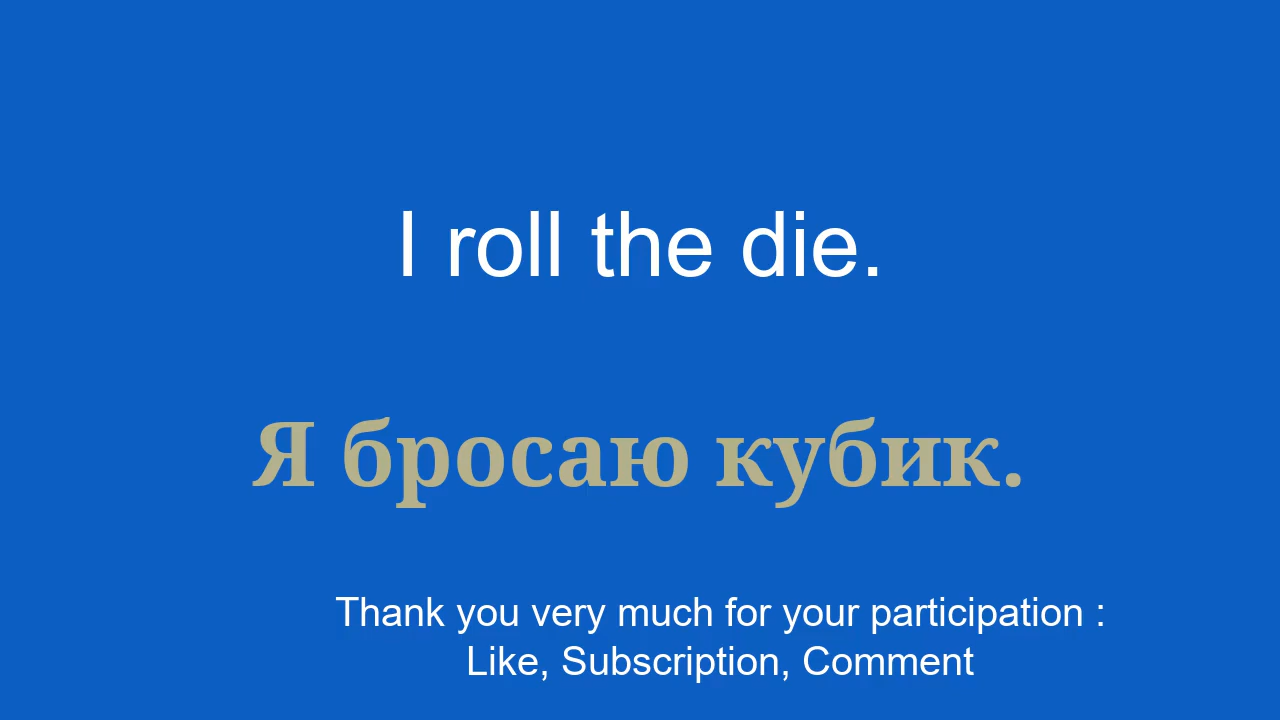 I roll the die.
Я бросаю кубик.
Thank you very much for your participation :
Like, Subscription, Comment